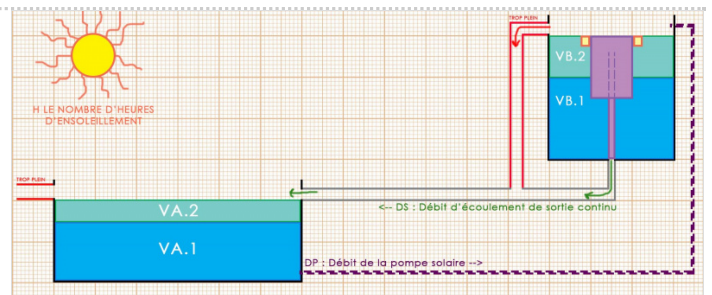 TROP PLEIN
VB.2
VB.1
H LE NOMBRE D'HEURES
D'ENSOLEILLEMENT
TROP PLEIN
<-- DS : Débit d'écoulement de sortie continu
VA.2
VA.1
DP : Débit de la pompe solaire -->